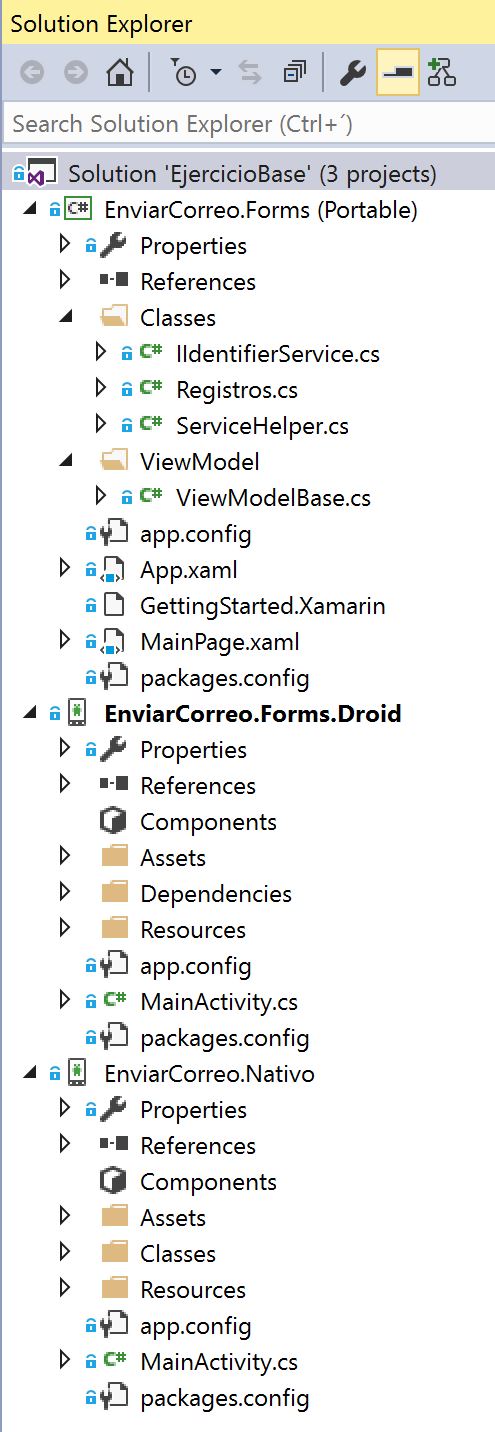 Solution Explorer
Search Solution Explorer (Ctrl+´)
Solution 'EjercicioBase' (3 projects)
C# EnviarCorreo.Forms (Portable)
Properties
References
Classes
C# IIdentifierService.cs
C# Registros.cs
C# ServiceHelper.cs
ViewModel
C# ViewModelBase.cs
app.config
App.xaml
GettingStarted.Xamarin
MainPage.xaml
packages.config
EnviarCorreo.Forms.Droid
Properties
References
Components
Assets
Dependencies
Resources
app.config
C# MainActivity.cs
packages.config
EnviarCorreo.Nativo
Properties
References
Components
Assets
Classes
Resources
app.config
C# MainActivity.cs
packages.config